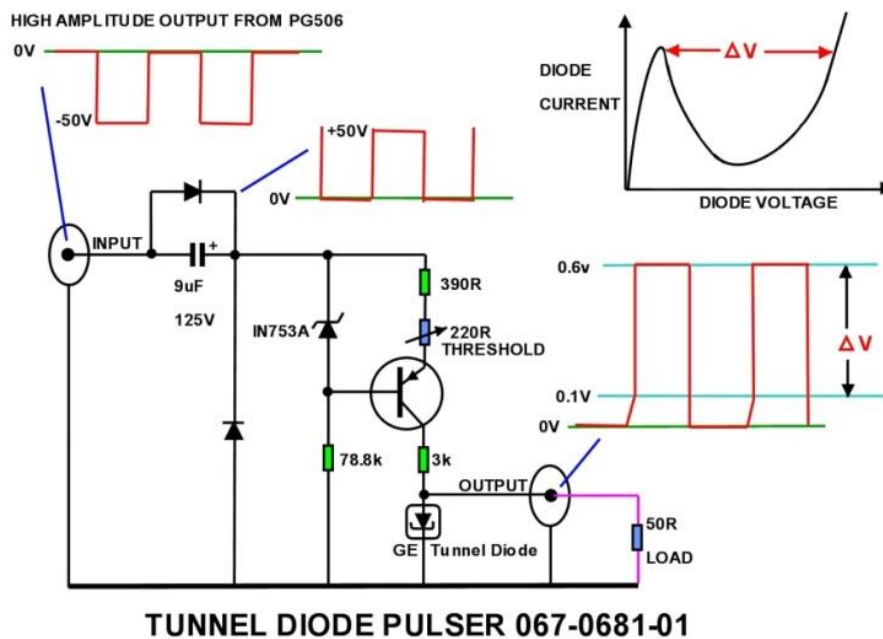 HIGH AMPLITUDE OUTPUT FROM PG506
0V
-50V
+50V
0V
DIODE
CURRENT
ΔV
DIODE VOLTAGE
INPUT
+
9uF
125V
390R
IN753A
220R
THRESHOLD
78.8k
3k
OUTPUT
GE Tunnel Diode
0.6v
ΔV
0.1V
0V
50R
LOAD
TUNNEL DIODE PULSER 067-0681-01